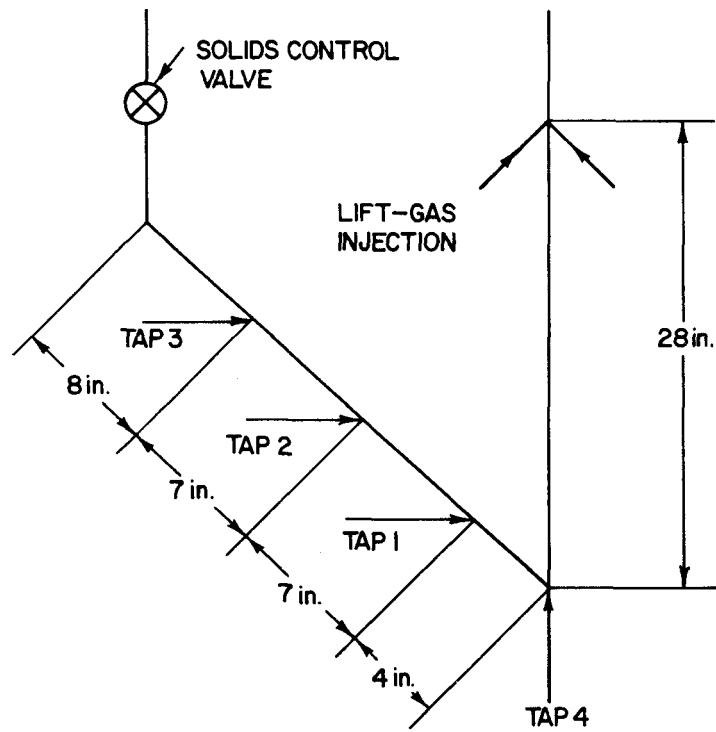 SOLIDS CONTROL
VALVE
LIFT-GAS
INJECTION
28 in.
TAP 3
8 in.
TAP 2
7 in.
TAP 1
7 in.
4 in.
TAP 4